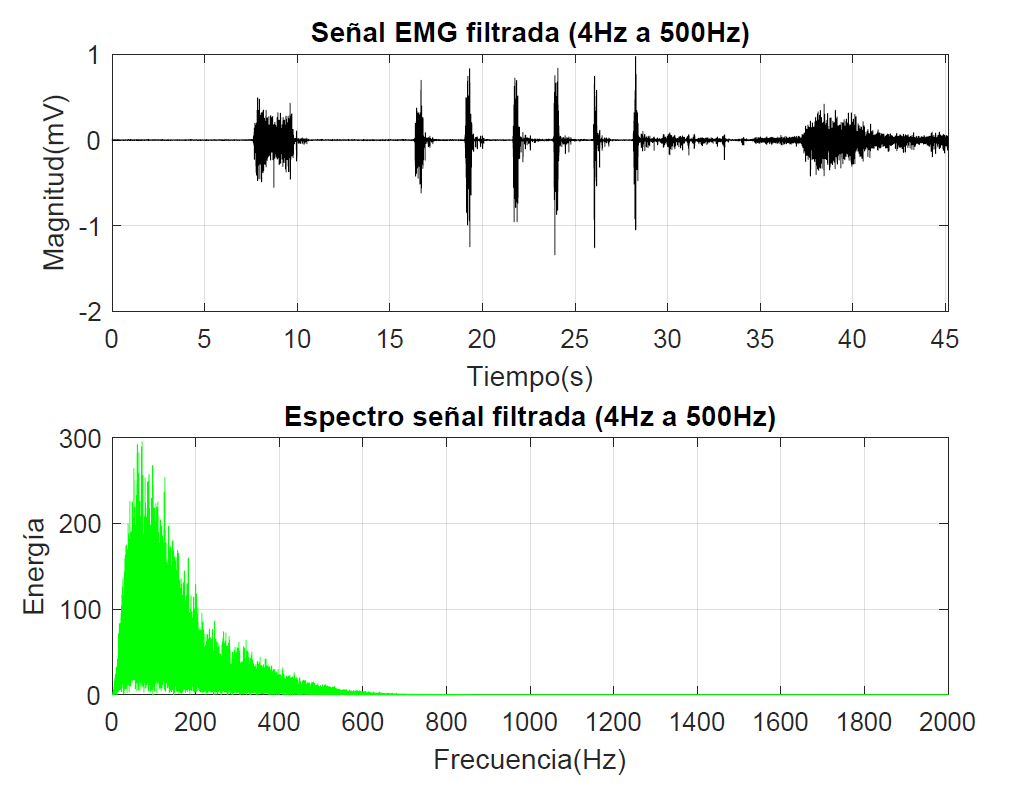 Señal EMG filtrada (4Hz a 500Hz)
Magnitud(mV)
1
0
-1
-2
0 5 10 15 20 25 30 35 40 45
Tiempo(s)
Espectro señal filtrada (4Hz a 500Hz)
Energía
300
200
100
0
0 200 400 600 800 1000 1200 1400 1600 1800 2000
Frecuencia(Hz)